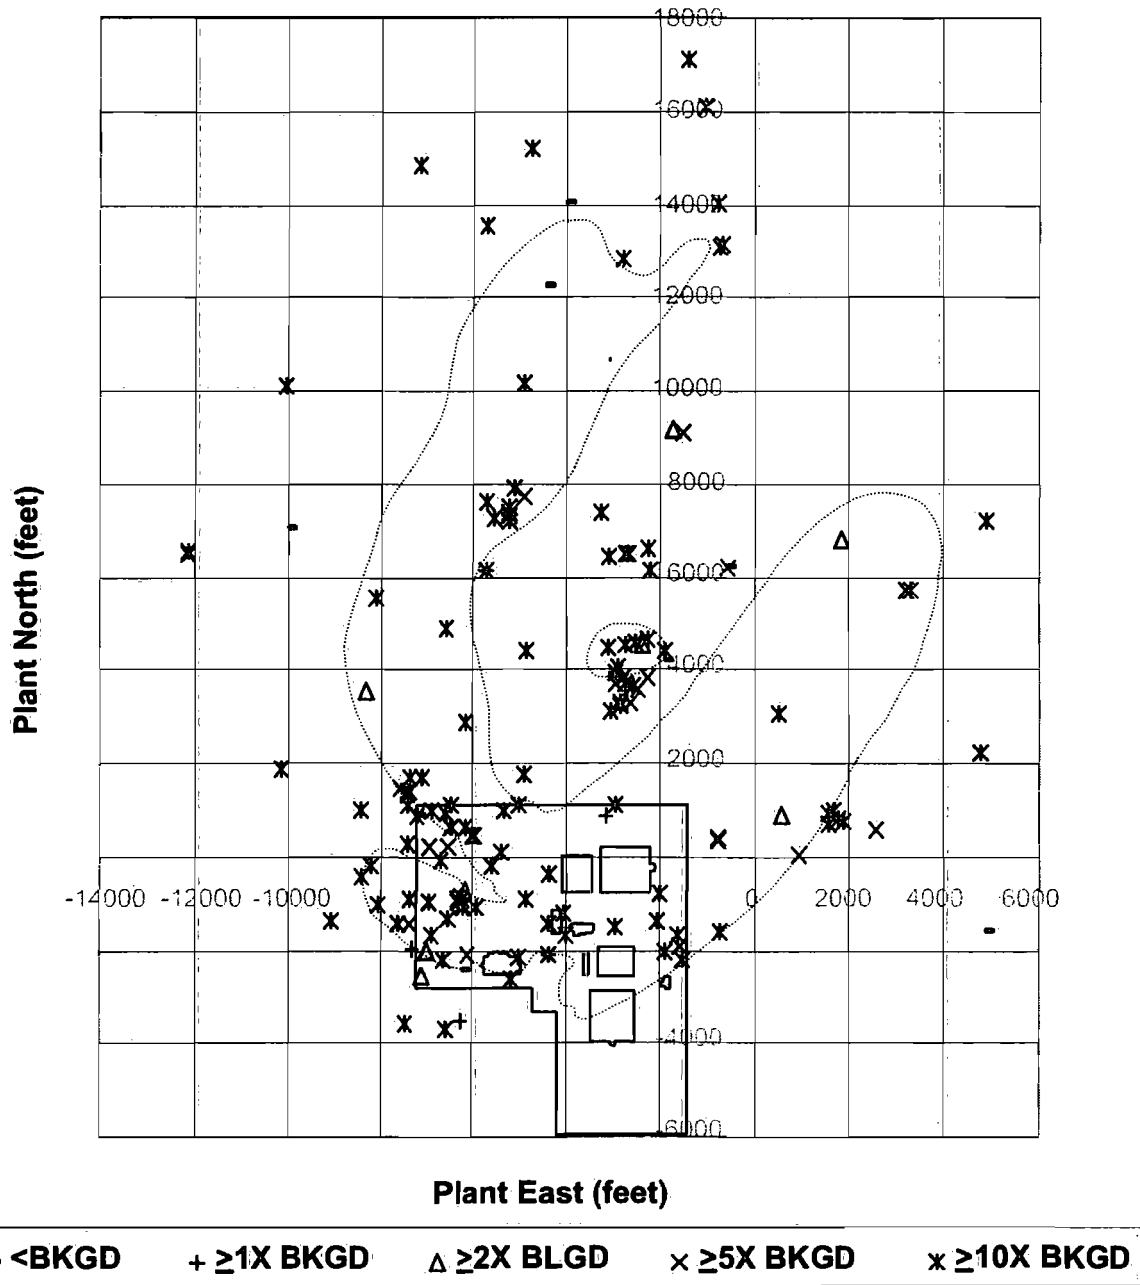 18000
16000
14000
12000
10000
8000
6000
4000
2000
-14000 -12000 -10000 0 2000 4000 6000
-4000
-6000
Plant North (feet)
Plant East (feet)
<BKGD + ≥1X BKGD △ ≥2X BLGD × ≥5X BKGD ж ≥10X BKGD